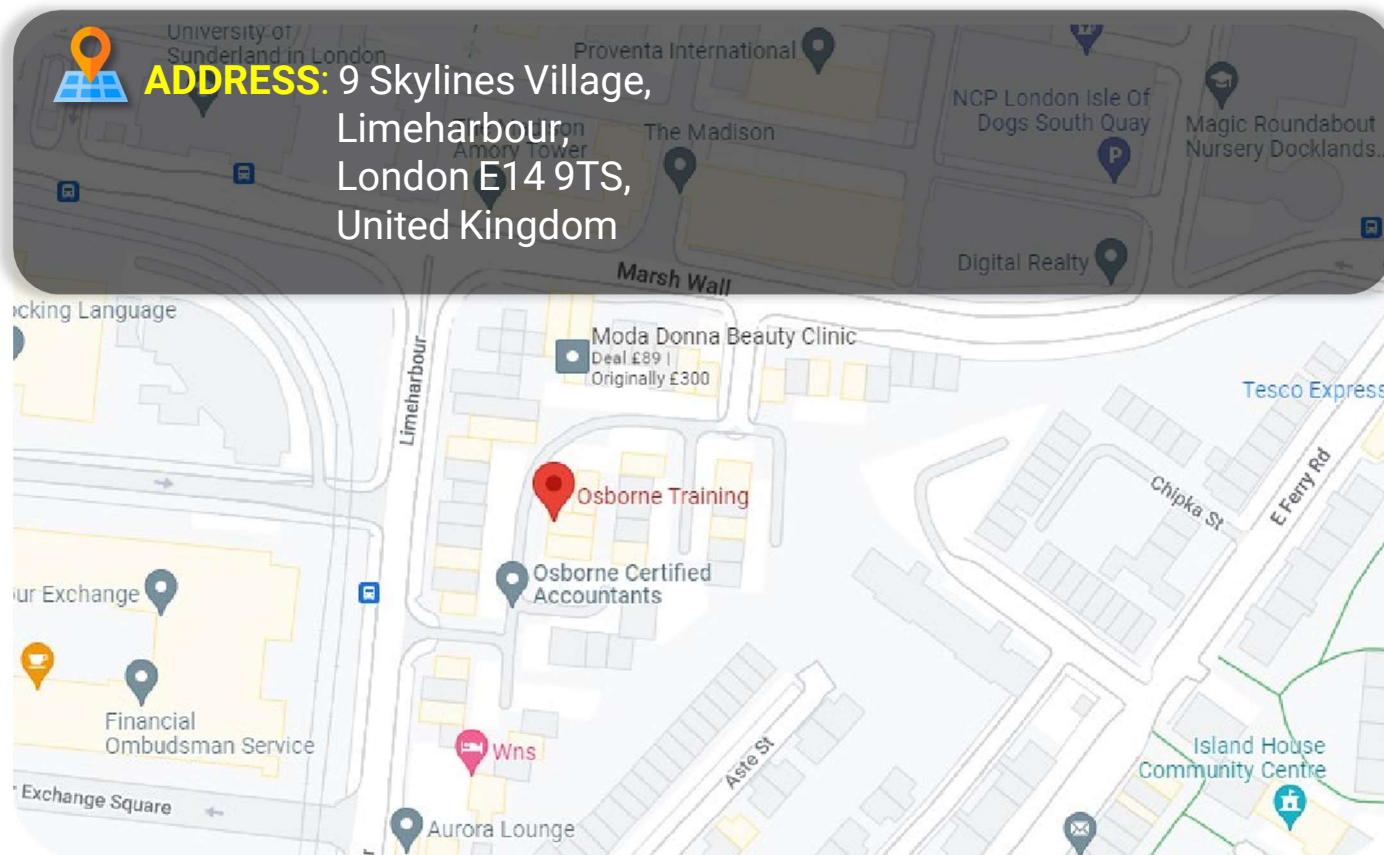 University of
Sunderland in London
Proventa International
ADDRESS: 9 Skylines Village,
Limeharbour,
London E14 9TS,
United Kingdom
Amory Tower
The Madison
NCP London Isle Of
Dogs South Quay
Magic Roundabout
Nursery Docklands...
Digital Realty
Marsh Wall
ocking Language
Limeharbour
Moda Donna Beauty Clinic
Deal £89 |
Originally £300
Tesco Express
E Ferry Rd
Chipka St
Osborne Training
Osborne Certified
Accountants
ur Exchange
Financial
Ombudsman Service
Wns
Aste St
Island House
Community Centre
Exchange Square
Aurora Lounge